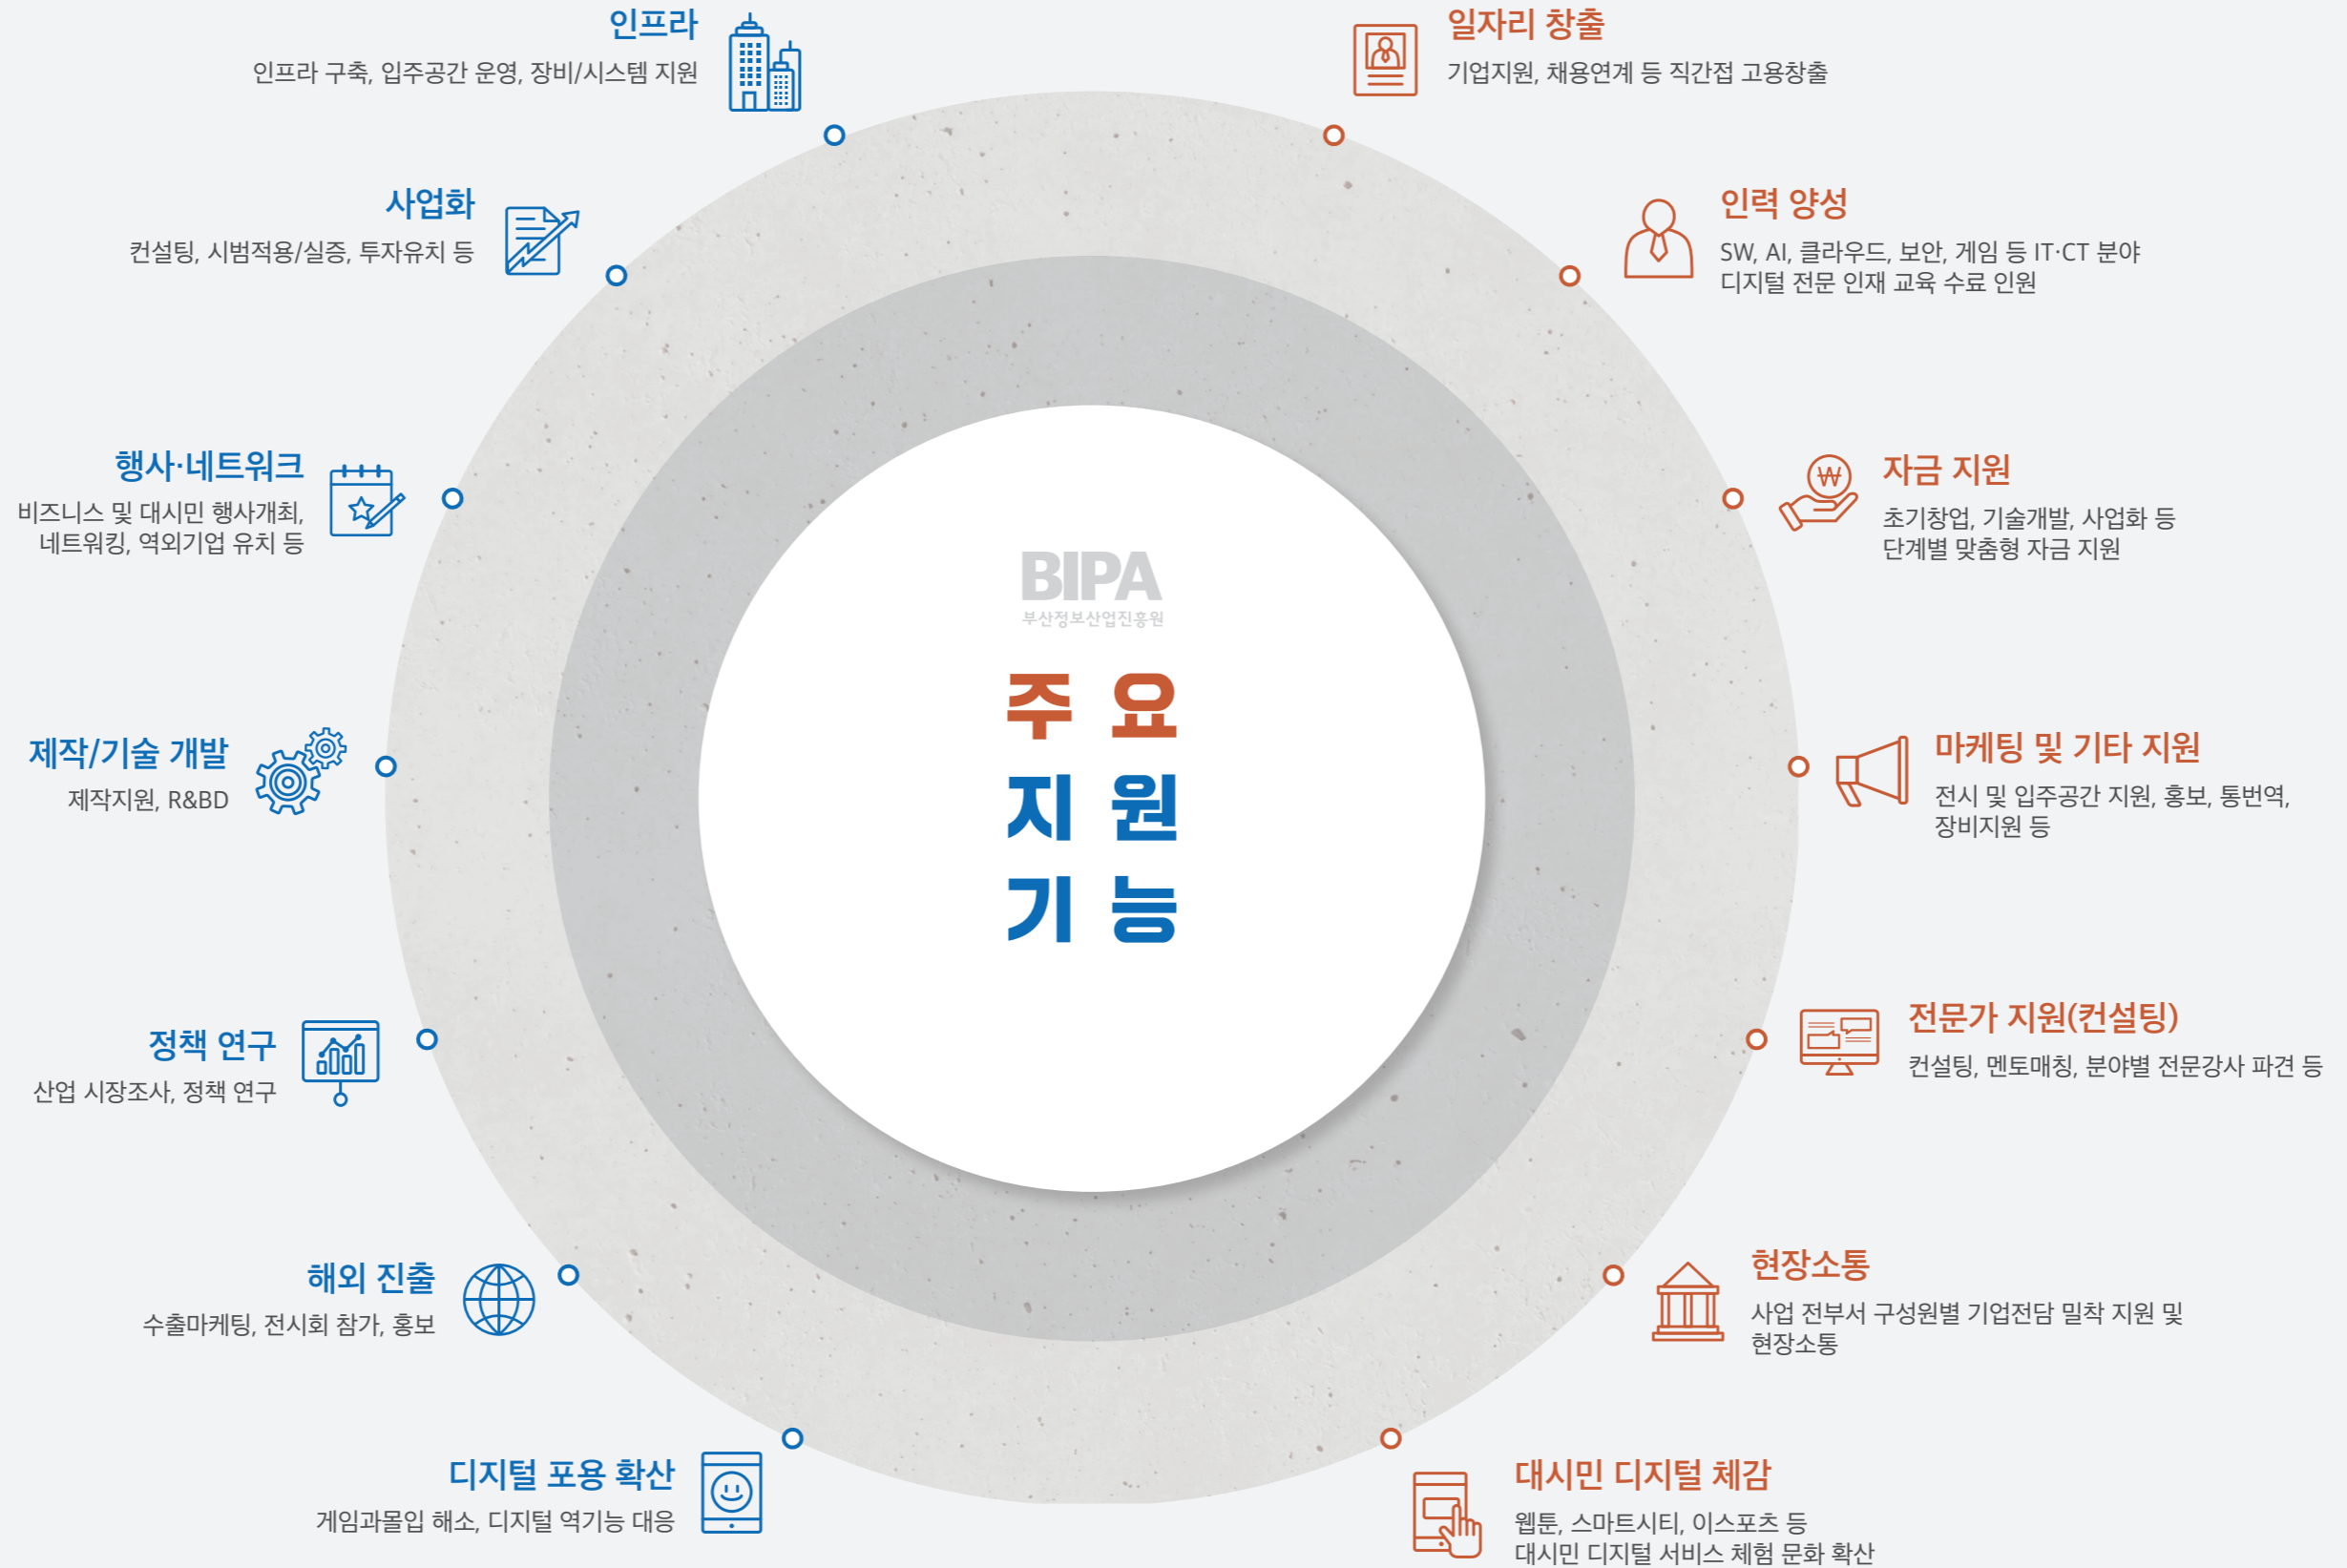 인프라
인프라 구축, 입주공간 운영, 장비/시스템 지원
사업화
컨설팅, 시범적용/실증, 투자유치 등
행사·네트워크
비즈니스 및 대시민 행사개최,
네트워킹, 역외기업 유치 등
제작/기술 개발
제작지원, R&BD
정책 연구
산업 시장조사, 정책 연구
해외 진출
수출마케팅, 전시회 참가, 홍보
디지털 포용 확산
게임과몰입 해소, 디지털 역기능 대응
BIPA
부산정보산업진흥원
주요
지원
기능
일자리 창출
기업지원, 채용연계 등 직간접 고용창출
인력 양성
SW, AI, 클라우드, 보안, 게임 등 IT·CT 분야
디지털 전문 인재 교육 수료 인원
₩
자금 지원
초기창업, 기술개발, 사업화 등
단계별 맞춤형 자금 지원
마케팅 및 기타 지원
전시 및 입주공간 지원, 홍보, 통번역,
장비지원 등
전문가 지원(컨설팅)
컨설팅, 멘토매칭, 분야별 전문강사 파견 등
현장소통
사업 전부서 구성원별 기업전담 밀착 지원 및
현장소통
대시민 디지털 체감
웹툰, 스마트시티, 이스포츠 등
대시민 디지털 서비스 체험 문화 확산